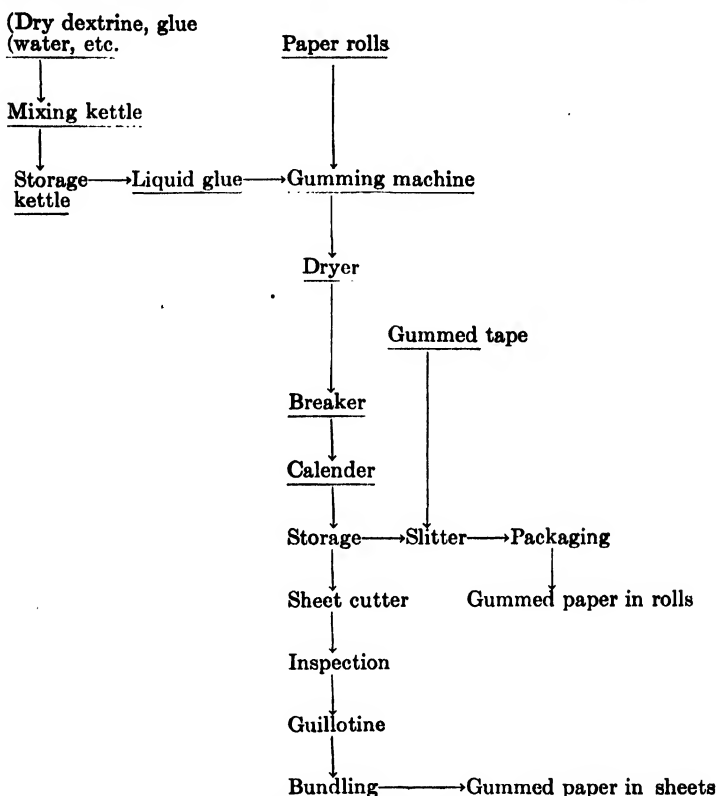 (Dry dextrine, glue
(water, etc.
Paper rolls
Mixing kettle
Storage
kettle
Liquid glue
Gumming machine
Dryer
Gummed tape
Breaker
Calender
Storage
Slitter
Packaging
Sheet cutter
Gummed paper in rolls
Inspection
Guillotine
Bundling
Gummed paper in sheets